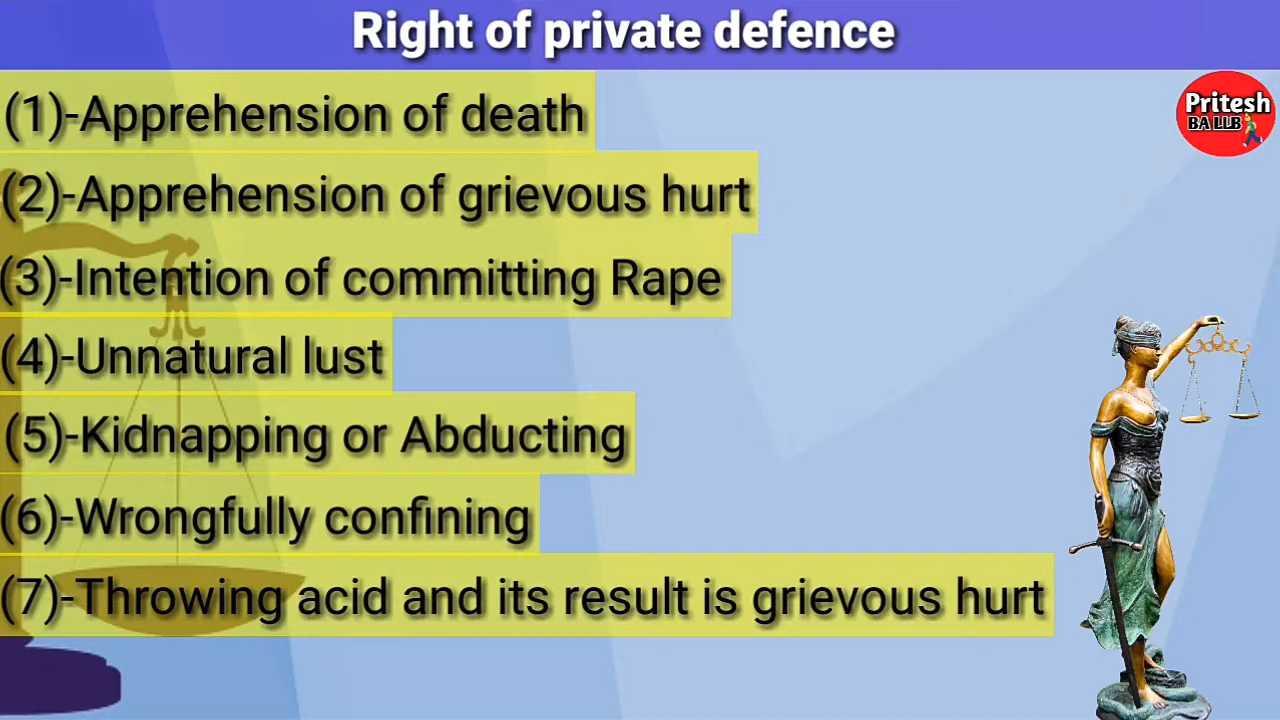 Right of private defence
(1)-Apprehension of death
Pritesh
BA LLB
(2)-Apprehension of grievous hurt
(3)-Intention of committing Rape
(4)-Unnatural lust
(5)-Kidnapping or Abducting
(6)-Wrongfully confining
(7)-Throwing acid and its result is grievous hurt